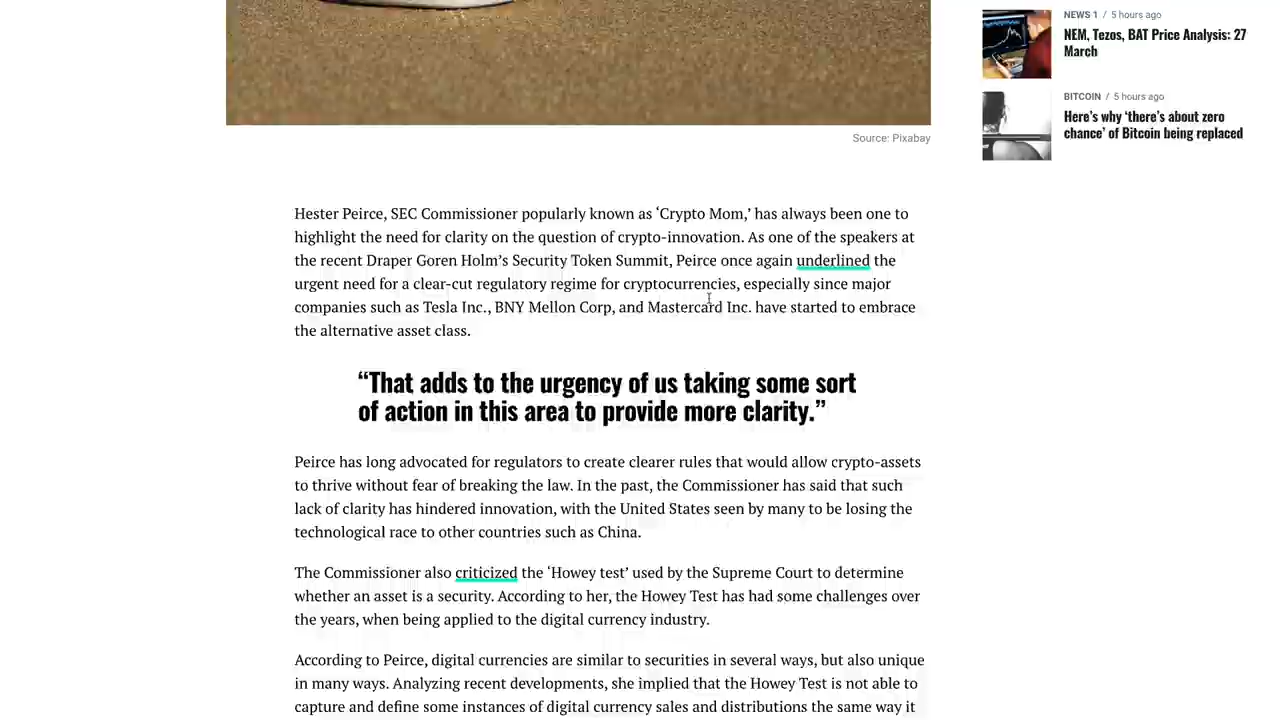 NEWS 1 / 5 hours ago
NEM, Tezos, BAT Price Analysis: 27
March
BITCOIN / 5 hours ago
Here’s why ‘there’s about zero
chance’ of Bitcoin being replaced
Source: Pixabay
Hester Peirce, SEC Commissioner popularly known as ‘Crypto Mom,’ has always been one to
highlight the need for clarity on the question of crypto-innovation. As one of the speakers at
the recent Draper Goren Holm’s Security Token Summit, Peirce once again underlined the
urgent need for a clear-cut regulatory regime for cryptocurrencies, especially since major
companies such as Tesla Inc., BNY Mellon Corp, and Mastercard Inc. have started to embrace
the alternative asset class.
“That adds to the urgency of us taking some sort
of action in this area to provide more clarity.”
Peirce has long advocated for regulators to create clearer rules that would allow crypto-assets
to thrive without fear of breaking the law. In the past, the Commissioner has said that such
lack of clarity has hindered innovation, with the United States seen by many to be losing the
technological race to other countries such as China.
The Commissioner also criticized the ‘Howey test’ used by the Supreme Court to determine
whether an asset is a security. According to her, the Howey Test has had some challenges over
the years, when being applied to the digital currency industry.
According to Peirce, digital currencies are similar to securities in several ways, but also unique
in many ways. Analyzing recent developments, she implied that the Howey Test is not able to
capture and define some instances of digital currency sales and distributions the same way it